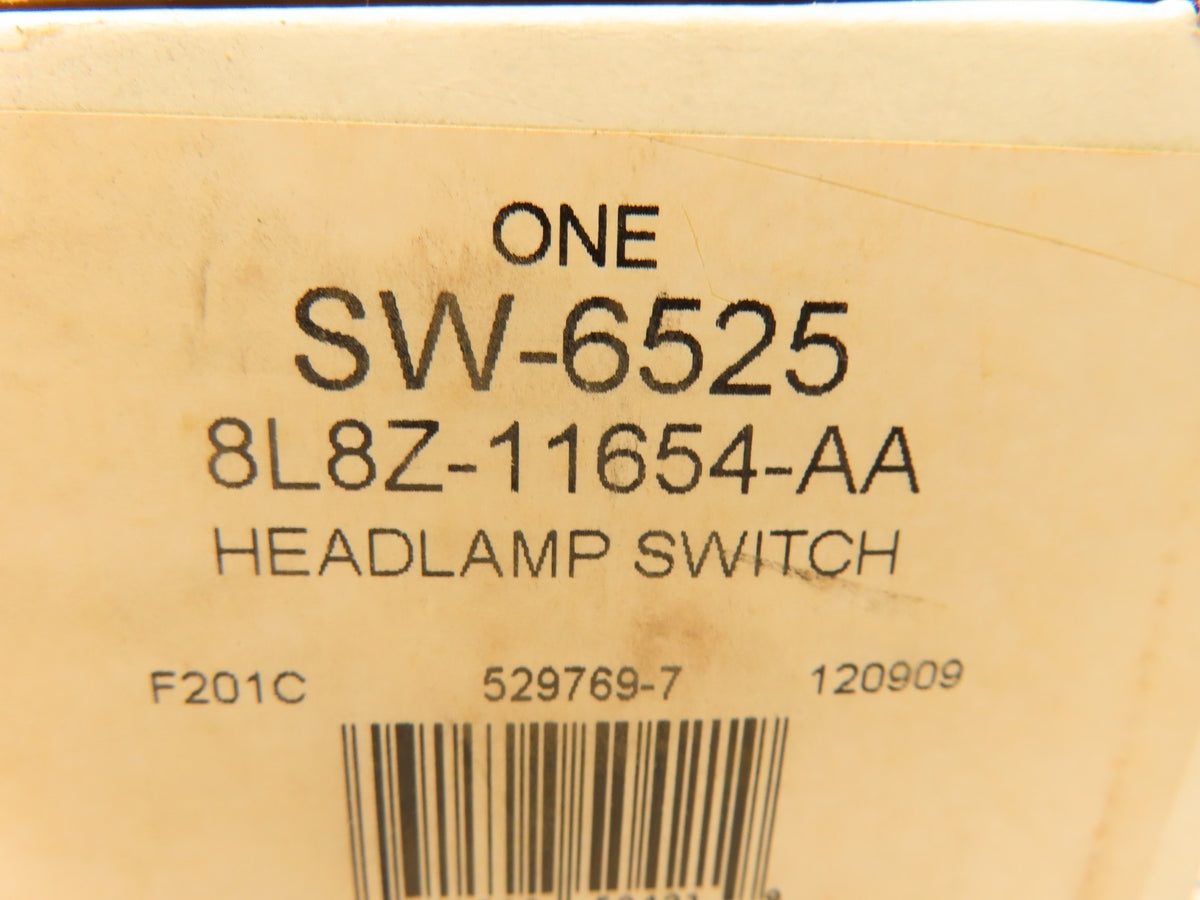 ONE
SW-6525
8L8Z-11654-AA
HEADLAMP SWITCH
F201C 529769-7 120909